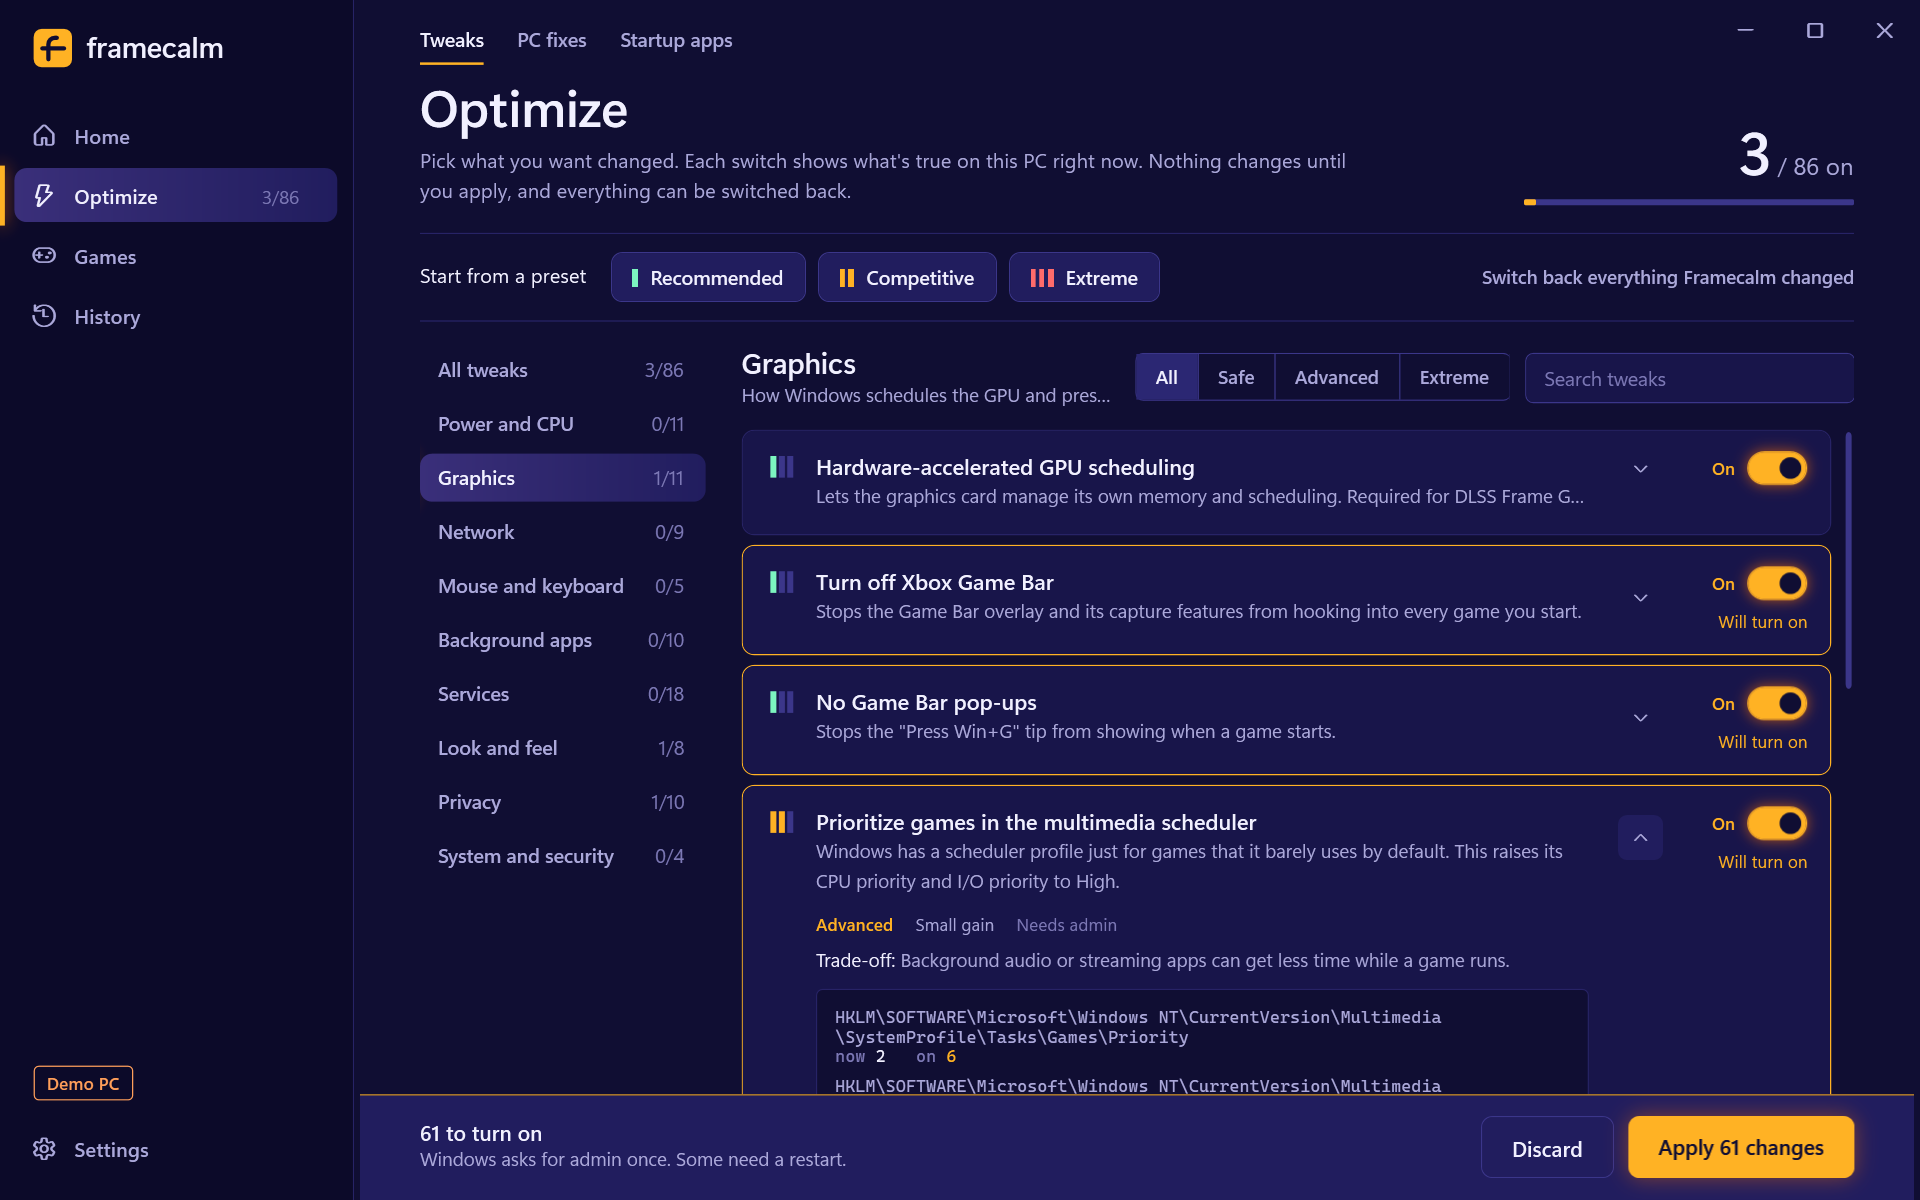 framecalm
Home
Optimize 3/86
Games
History
Demo PC
Settings
Tweaks PC fixes Startup apps
Optimize
Pick what you want changed. Each switch shows what's true on this PC right now. Nothing changes until
you apply, and everything can be switched back.
3 / 86 on
Start from a preset Recommended Competitive Extreme Switch back everything Framecalm changed
All tweaks 3/86
Power and CPU 0/11
Graphics 1/11
Network 0/9
Mouse and keyboard 0/5
Background apps 0/10
Services 0/18
Look and feel 1/8
Privacy 1/10
System and security 0/4
Graphics
How Windows schedules the GPU and pres...
All Safe Advanced Extreme Search tweaks
Hardware-accelerated GPU scheduling On
Lets the graphics card manage its own memory and scheduling. Required for DLSS Frame G...
Turn off Xbox Game Bar On
Stops the Game Bar overlay and its capture features from hooking into every game you start.
Will turn on
No Game Bar pop-ups On
Stops the "Press Win+G" tip from showing when a game starts.
Will turn on
Prioritize games in the multimedia scheduler On
Windows has a scheduler profile just for games that it barely uses by default. This raises its
Will turn on
CPU priority and I/O priority to High.
Advanced Small gain Needs admin
Trade-off: Background audio or streaming apps can get less time while a game runs.
HKLM\SOFTWARE\Microsoft\Windows NT\CurrentVersion\Multimedia
\SystemProfile\Tasks\Games\Priority
now 2 on 6
HKLM\SOFTWARE\Microsoft\Windows NT\CurrentVersion\Multimedia
61 to turn on
Windows asks for admin once. Some need a restart.
Discard Apply 61 changes